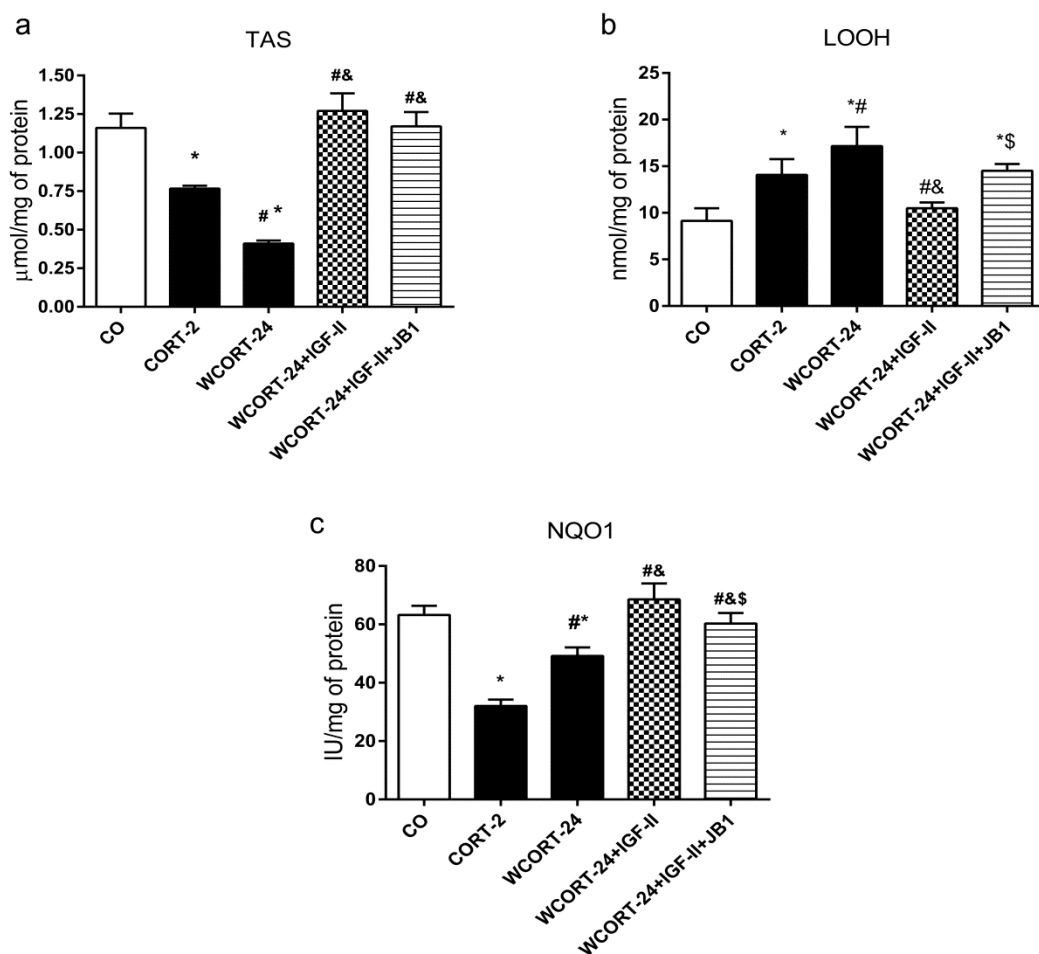 a
TAS
μmol/mg of protein
1.50
1.25
1.00
0.75
0.50
0.25
0.00
*
# *
#&
#&
CO
CORT-2
WCORT-24
WCORT-24+IGF-II
WCORT-24+IGF-II+JB1
b
LOOH
nmol/mg of protein
25
20
15
10
5
0
*
*#
#&
*$
CO
CORT-2
WCORT-24
WCORT-24+IGF-II
WCORT-24+IGF-II+JB1
c
NQO1
IU/mg of protein
80
60
40
20
0
*
#*
#&
#&$
CO
CORT-2
WCORT-24
WCORT-24+IGF-II
WCORT-24+IGF-II+JB1